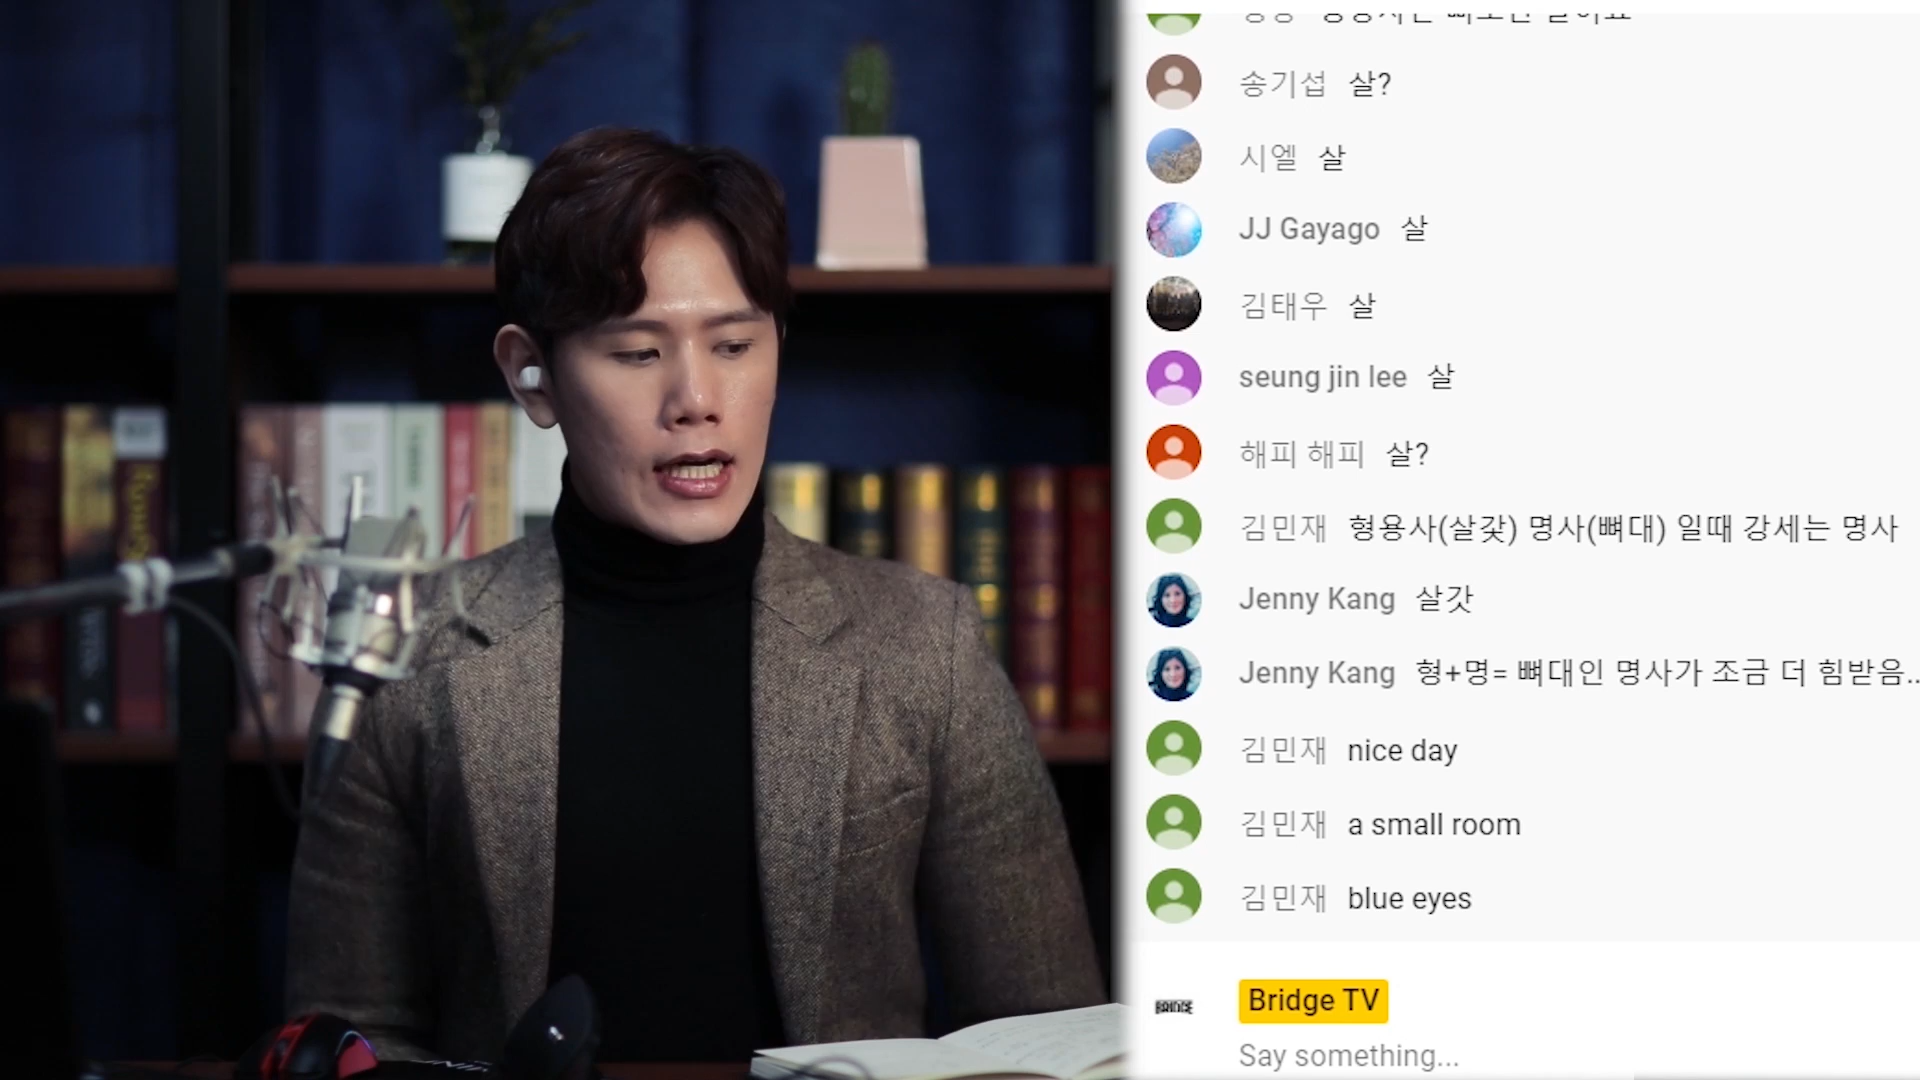 송기섭 살?
시엘 살
JJ Gayago 살
김태우 살
seung jin lee 살
해피 해피 살?
김민재 형용사(살갗) 명사(뼈대) 일때 강세는 명사
Jenny Kang 살갓
Jenny Kang 형+명= 뼈대인 명사가 조금 더 힘받음..
김민재 nice day
김민재 a small room
김민재 blue eyes
BRIDGE
Bridge TV
Say something...